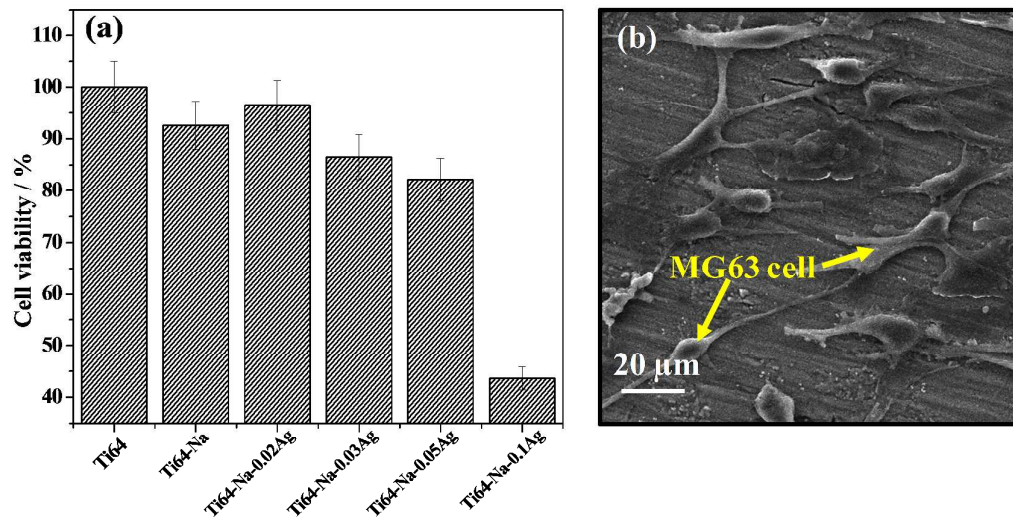 (a)
Cell viability / %
110
100
90
80
70
60
50
40
Ti64
Ti64-Na
Ti64-Na-0.02Ag
Ti64-Na-0.03Ag
Ti64-Na-0.05Ag
Ti64-Na-0.1Ag
(b)
MG63 cell
20 µm